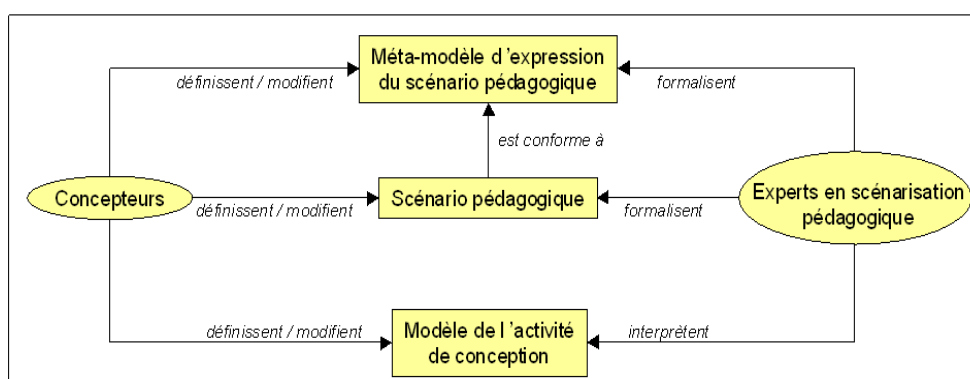 Méta-modèle d'expression
du scénario pédagogique
définissent / modifient
formalisent
est conforme à
Concepteurs
définissent / modifient
Scénario pédagogique
formalisent
Experts en scénarisation
pédagogique
définissent / modifient
Modèle de l'activité
de conception
interprètent